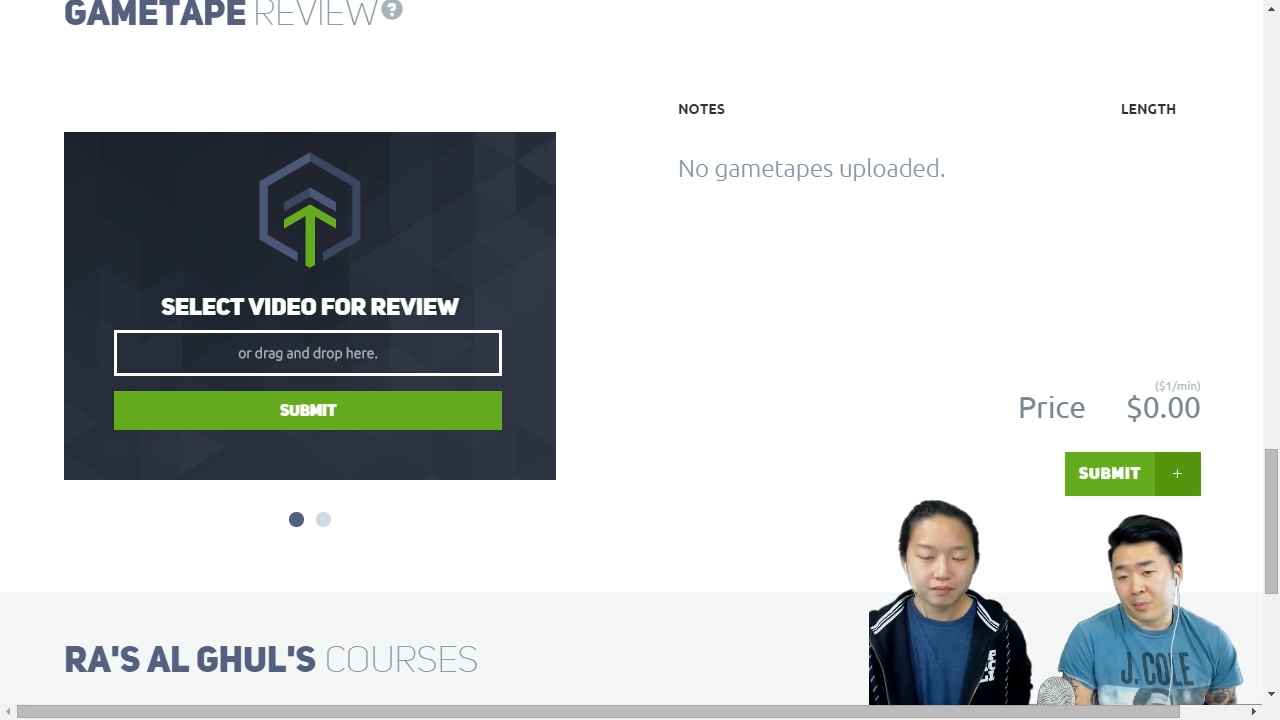 GAMETAPE REVIEW ?
NOTES
LENGTH
No gametapes uploaded.
SELECT VIDEO FOR REVIEW
or drag and drop here.
SUBMIT
($1/min)
Price $0.00
SUBMIT +
RA'S AL GHUL'S COURSES
J. COLE